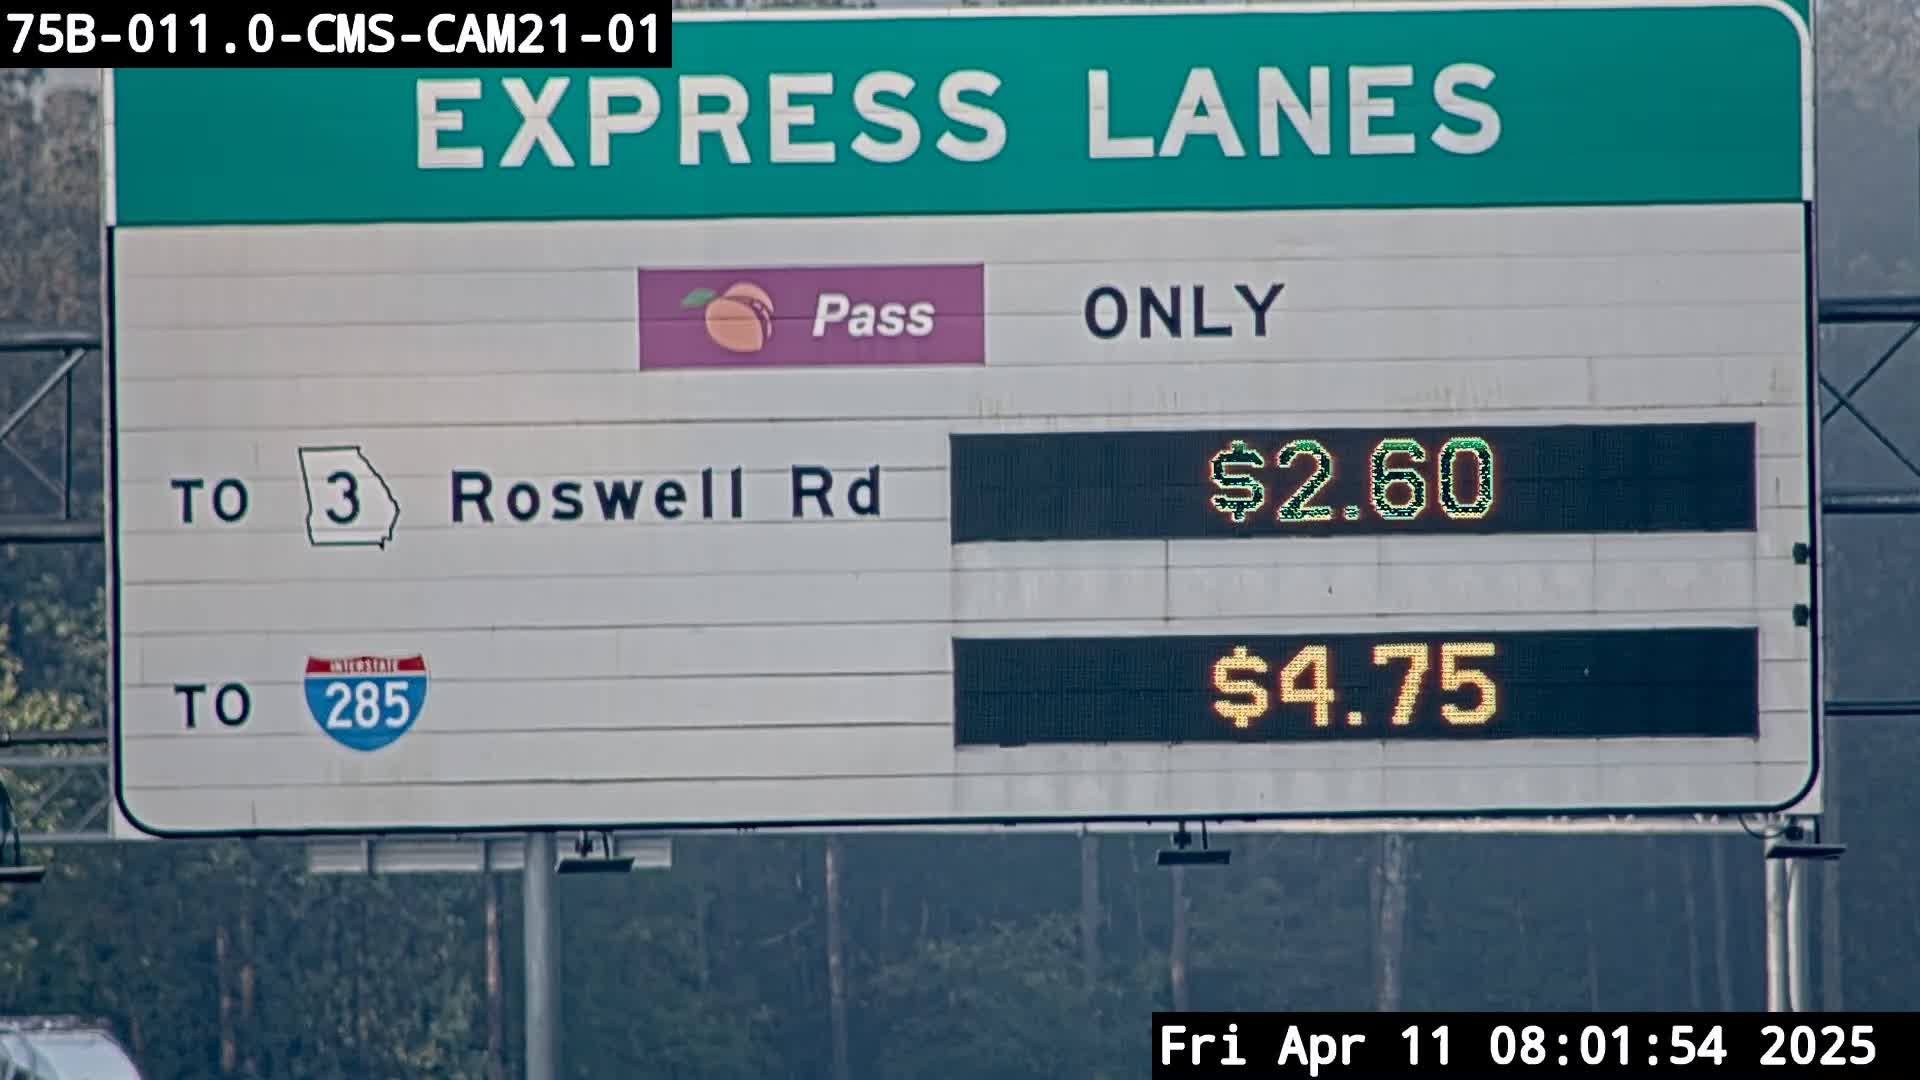 75B-011.0-CMS-CAM21-01
EXPRESS LANES
Pass ONLY
TO 3 Roswell Rd $2.60
INTERSTATE
TO 285 $4.75
Fri Apr 11 08:01:54 2025